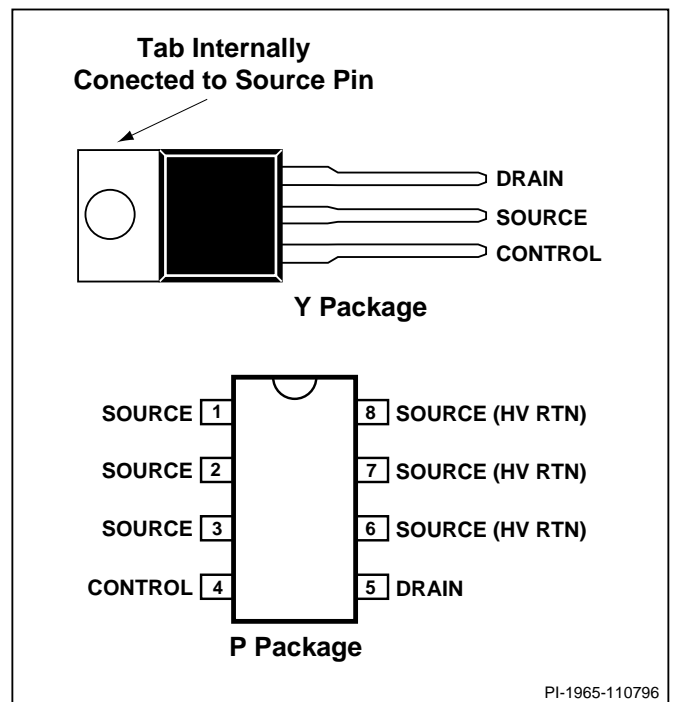 Tab Internally
Conected to Source Pin
DRAIN
SOURCE
CONTROL
Y Package
SOURCE 1 8 SOURCE (HV RTN)
SOURCE 2 7 SOURCE (HV RTN)
SOURCE 3 6 SOURCE (HV RTN)
CONTROL 4 5 DRAIN
P Package
PI-1965-110796